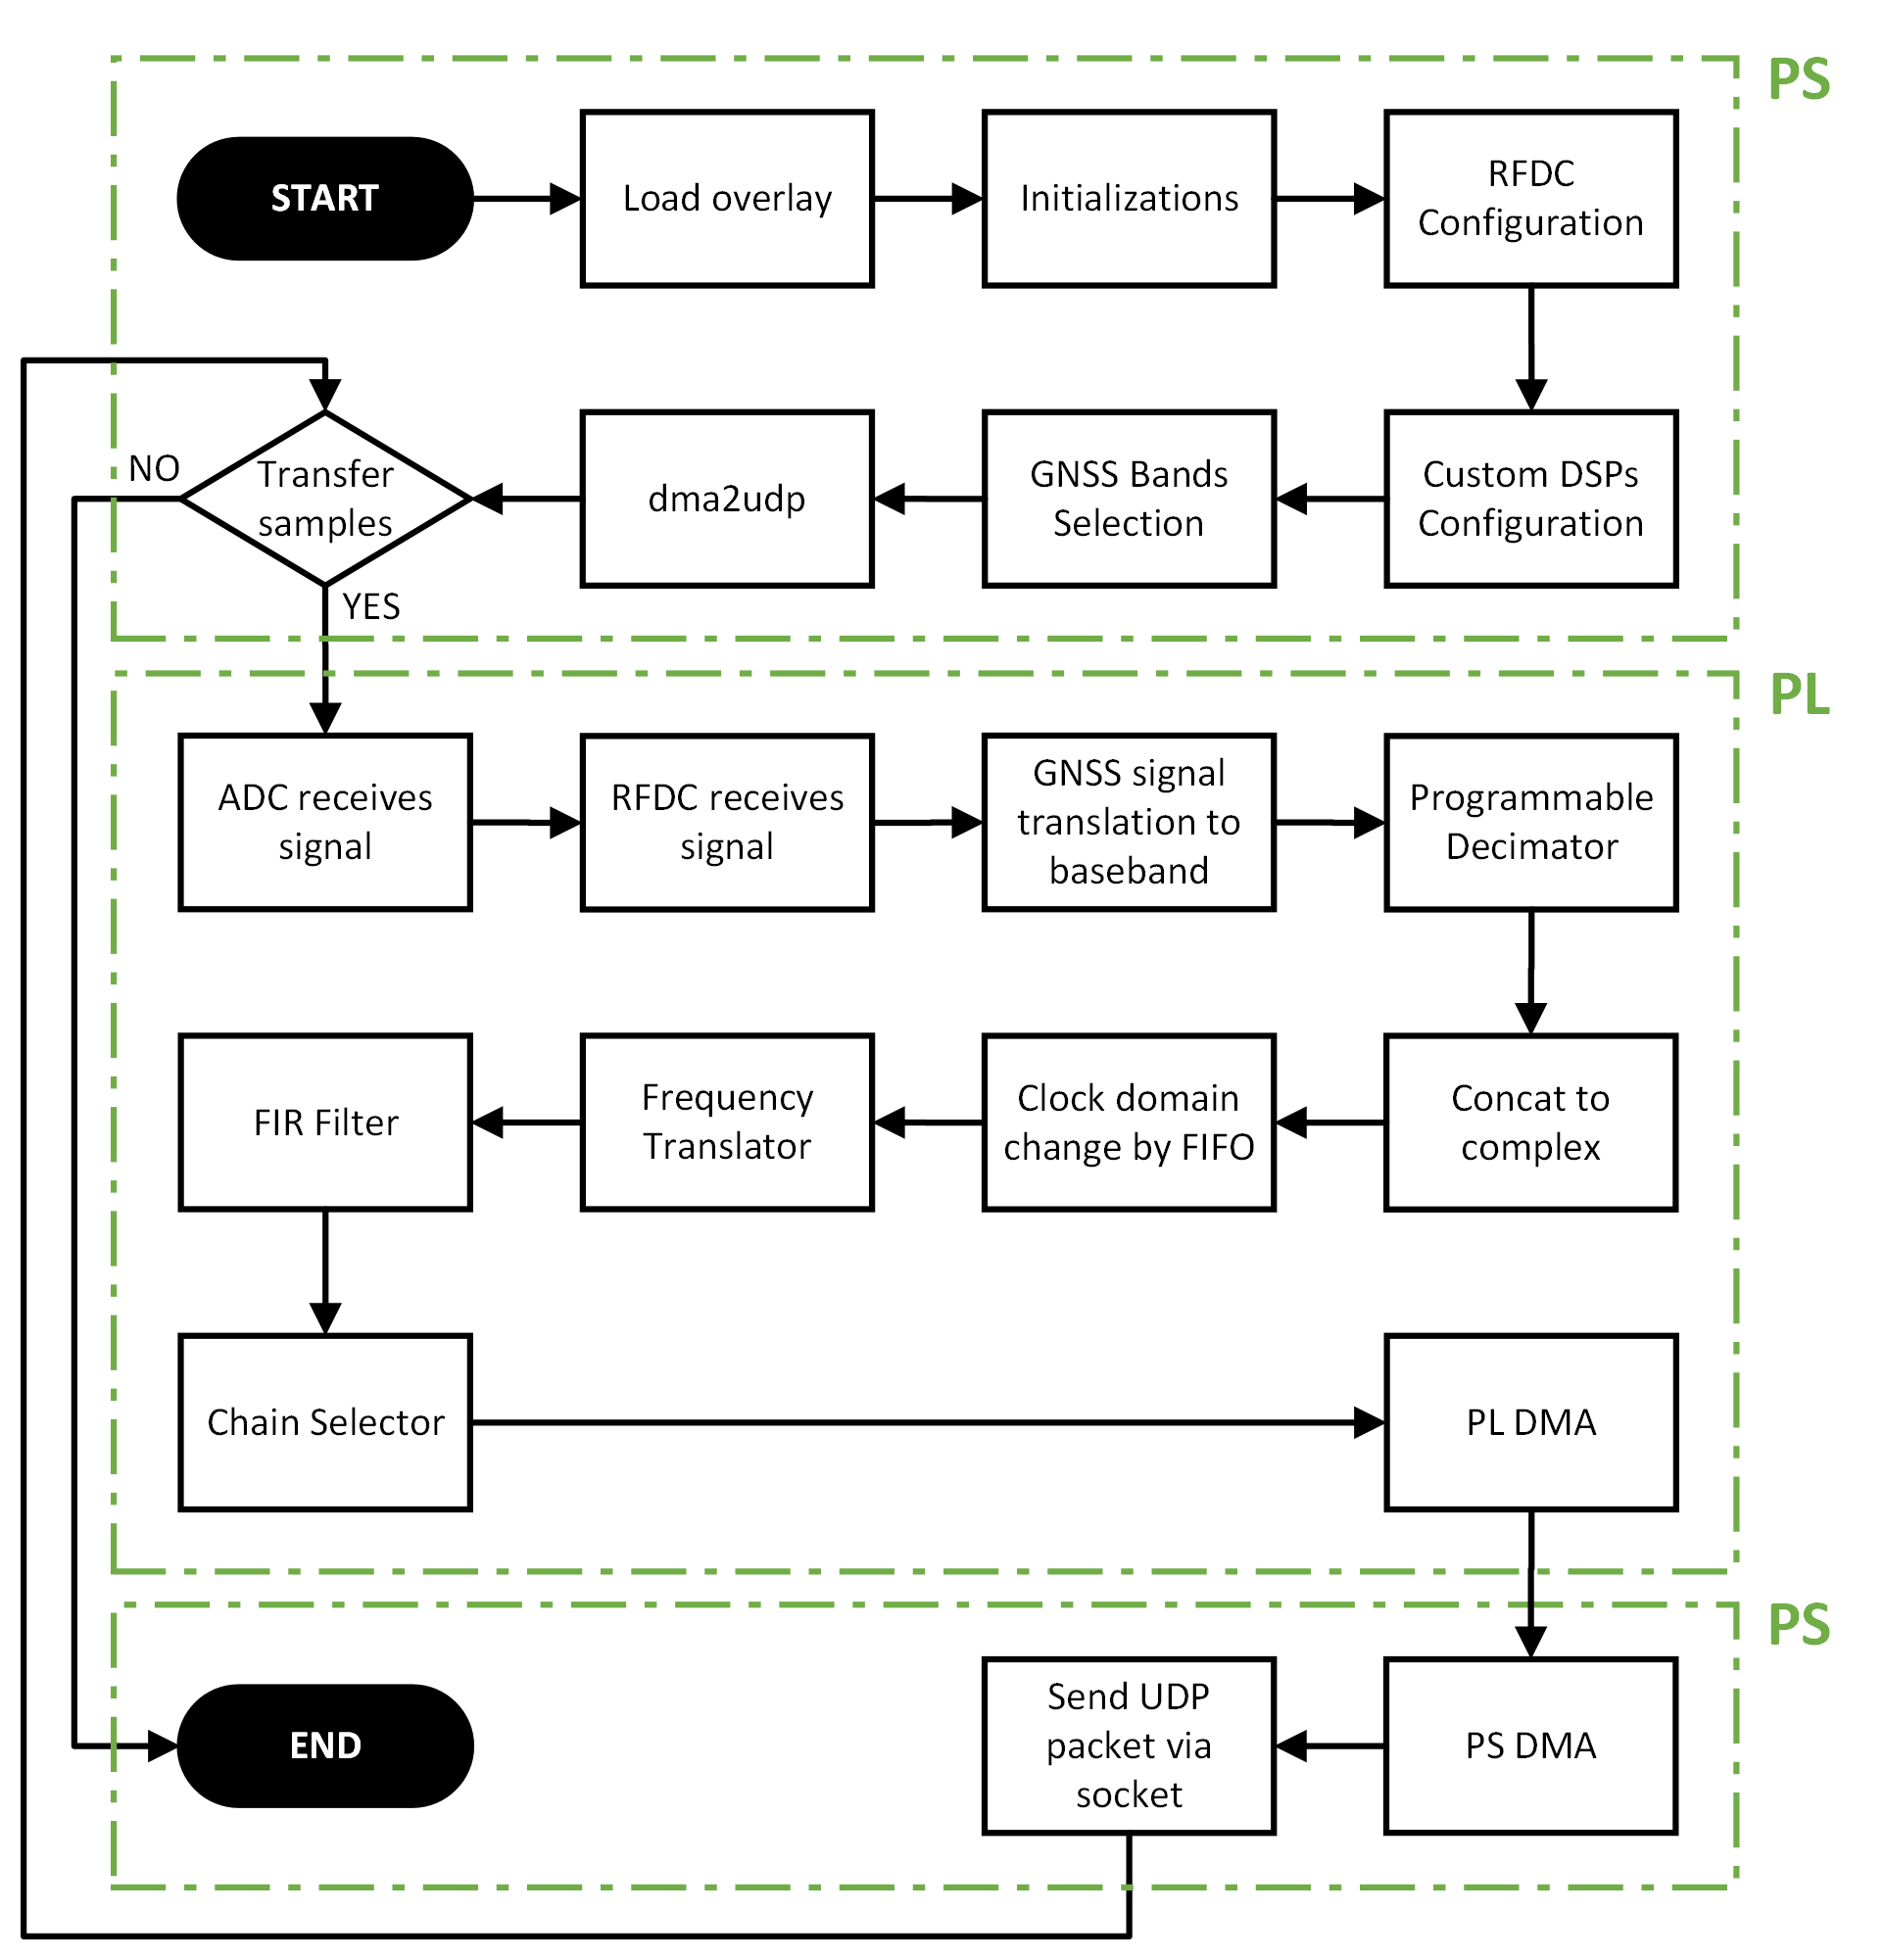 PS
START
Load overlay
Initializations
RFDC
Configuration
NO
Transfer
samples
dma2udp
GNSS Bands
Selection
Custom DSPs
Configuration
YES
PL
ADC receives
signal
RFDC receives
signal
GNSS signal
translation to
baseband
Programmable
Decimator
FIR Filter
Frequency
Translator
Clock domain
change by FIFO
Concat to
complex
Chain Selector
PL DMA
PS
END
Send UDP
packet via
socket
PS DMA